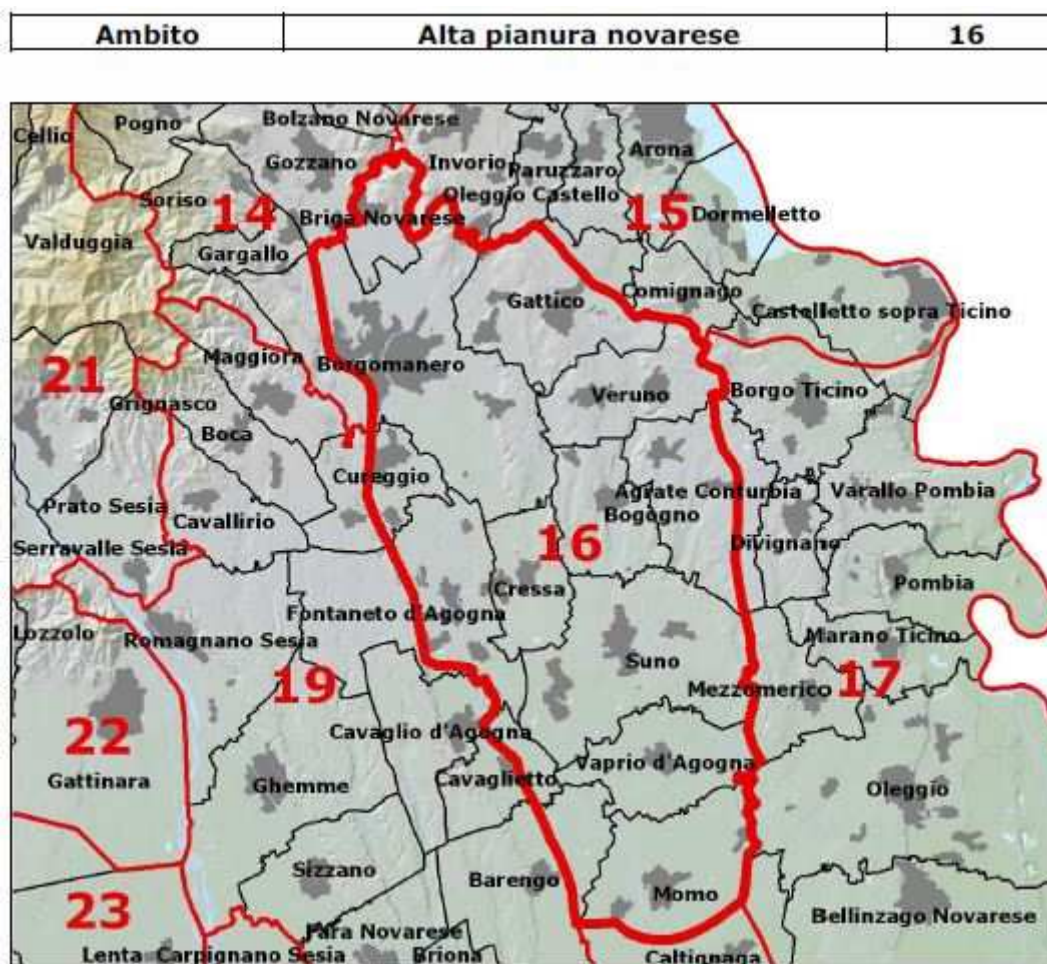 Ambito Alta pianura novarese 16
Pogno Bolzano Novarese
Cellio Gozzano Invorio Arona
Paruzzaro
Soriso Oleggio Castello
14 Briga Novarese 15 Dormelletto
Valduggia Gargallo
Gattico Comignago
Castelletto sopra Ticino
Maggiora Borgomanero
21 Veruno Borgo Ticino
Grignasco
Boca
Cureggio
Agrate Conturbia Varallo Pombia
Prato Sesia Cavallirio Bogogno
Serravalle Sesia 16 Divignano
Cressa Pombia
Fontaneto d'Agogna
Lozzolo Romagnano Sesia Marano Ticino
Suno
19 Mezzomerico 17
22 Cavaglio d'Agogna
Gattinara Ghemme Cavaglietto Vaprio d'Agogna Oleggio
Sizzano Barengo
23 Momo
Bellinzago Novarese
Fara Novarese
Lenta Carpignano Sesia Briona Caltignaga